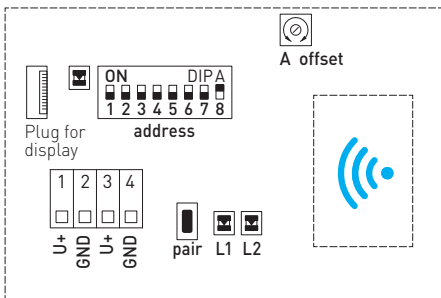 A offset
ON DIP A
1 2 3 4 5 6 7 8
address
Plug for
display
1 2 3 4
U+ GND U+ GND
pair L1 L2